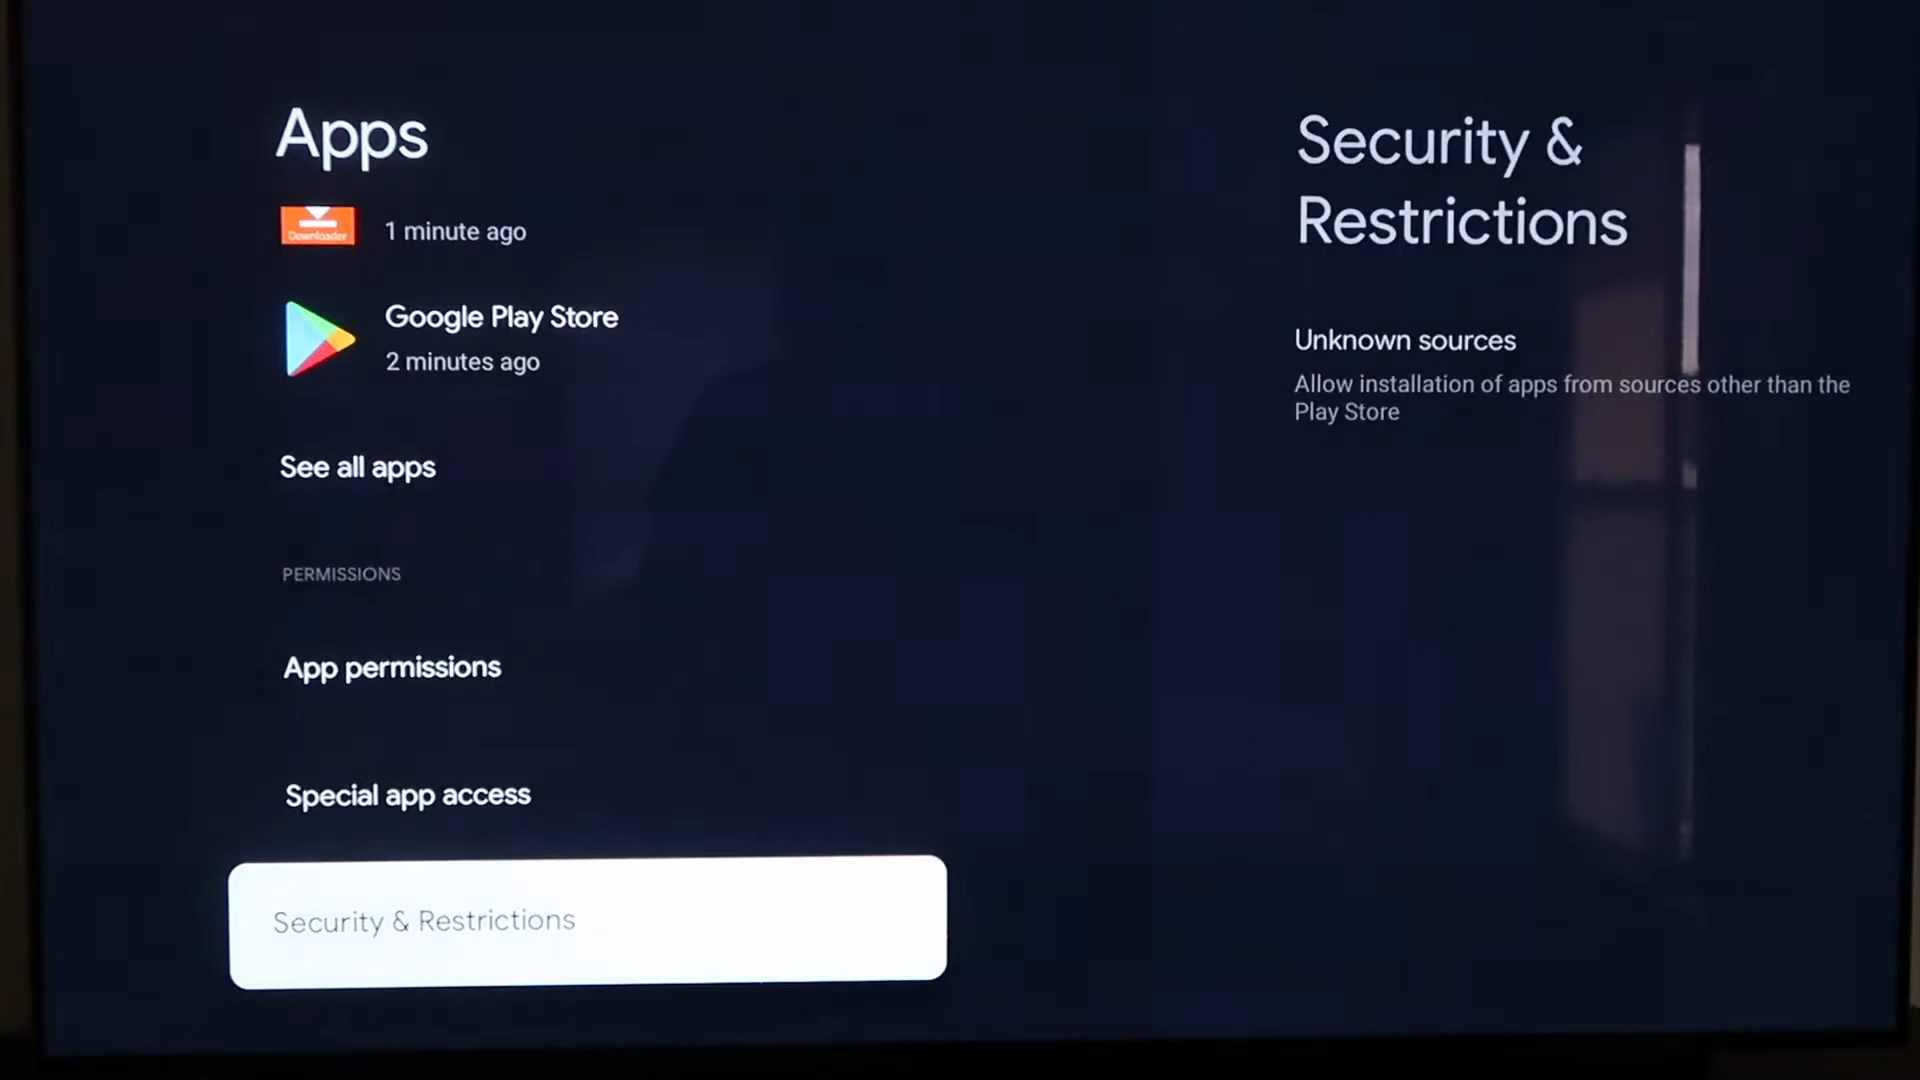 Apps
Downloader
1 minute ago
Google Play Store
2 minutes ago
See all apps
PERMISSIONS
App permissions
Special app access
Security & Restrictions
Security &
Restrictions
Unknown sources
Allow installation of apps from sources other than the
Play Store